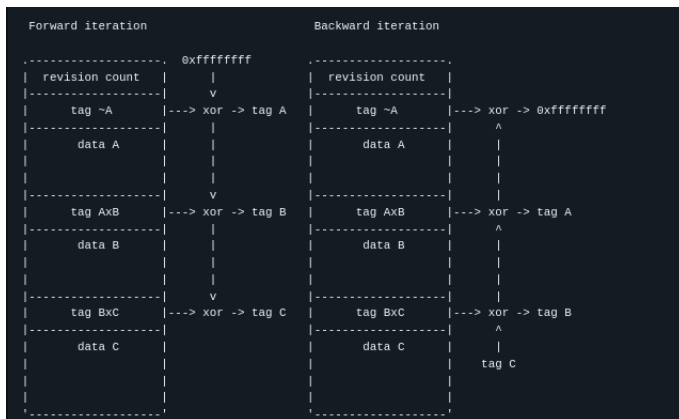 Forward iteration Backward iteration
0xffffffff
revision count revision count
v
tag ~A ---> xor -> tag A tag ~A ---> xor -> 0xffffffff
^
data A data A
v
tag AxB ---> xor -> tag B tag AxB ---> xor -> tag A
^
data B data B
v
tag BxC ---> xor -> tag C tag BxC ---> xor -> tag B
^
data C data C
tag C